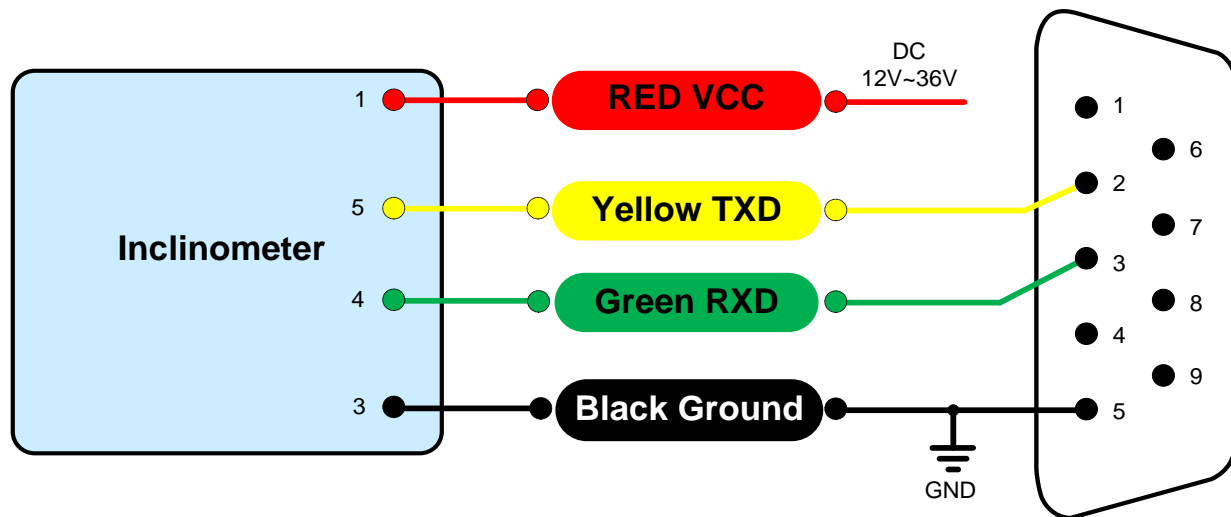 DC
12V~36V
1
RED VCC
1
6
5
Yellow TXD
2
7
Inclinometer
3
4
Green RXD
8
4
9
3
Black Ground
5
GND